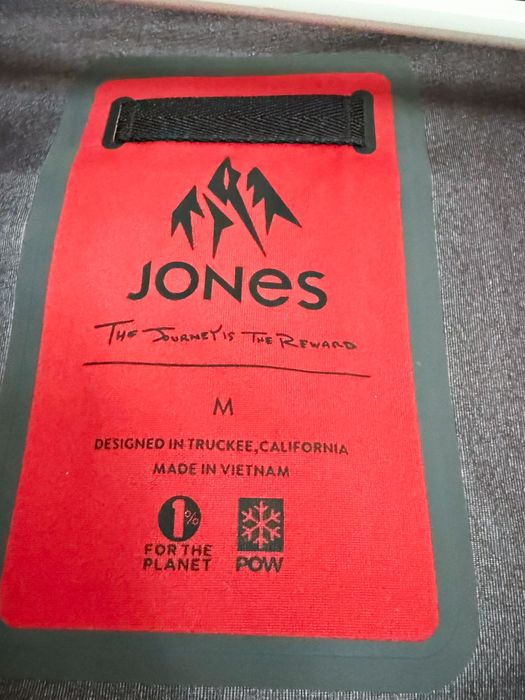 JONES
THE JOURNEY IS THE REWARD
M
DESIGNED IN TRUCKEE, CALIFORNIA
MADE IN VIETNAM
1%
FOR THE
PLANET
POW